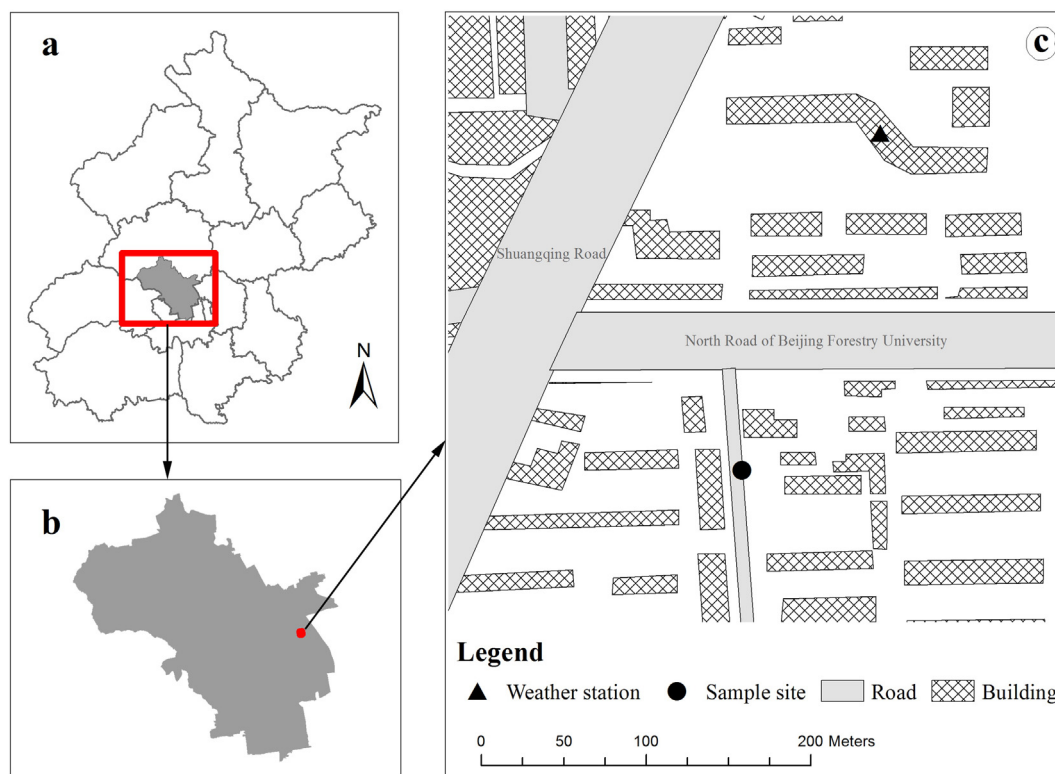 a
N
b
c
Shuangqing Road
North Road of Beijing Forestry University
Legend
Weather station
Sample site
Road
Building
0 50 100 200 Meters